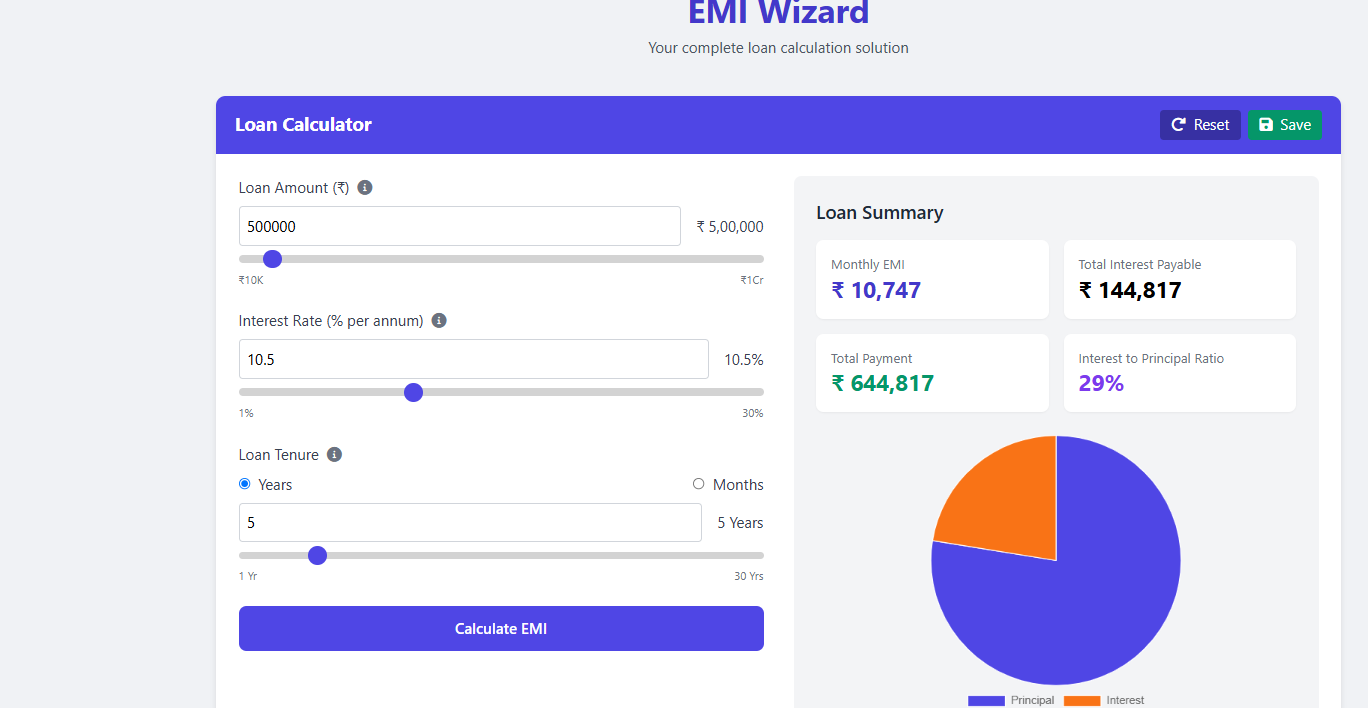 EMI Wizard
Your complete loan calculation solution
Loan Calculator
Reset
Save
Loan Amount (₹)
500000
₹ 5,00,000
₹10K
₹1Cr
Interest Rate (% per annum)
10.5
10.5%
1%
30%
Loan Tenure
Years
Months
5
5 Years
1 Yr
30 Yrs
Calculate EMI
Loan Summary
Monthly EMI
₹ 10,747
Total Interest Payable
₹ 144,817
Total Payment
₹ 644,817
Interest to Principal Ratio
29%
Principal
Interest